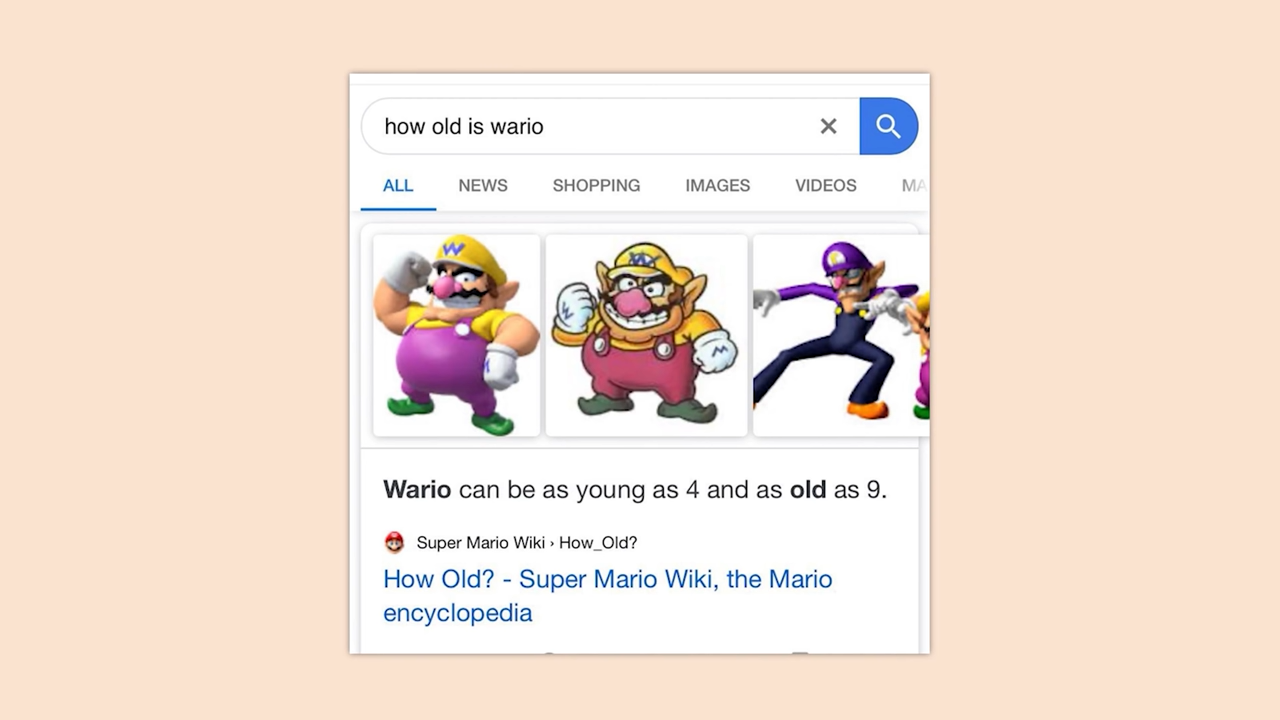 how old is wario
ALL NEWS SHOPPING IMAGES VIDEOS MA
Wario can be as young as 4 and as old as 9.
Super Mario Wiki › How_Old?
How Old? - Super Mario Wiki, the Mario
encyclopedia